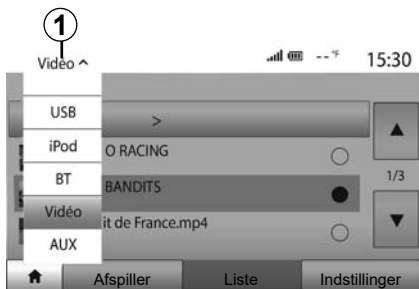 1
Vidéo
--°F 15:30
USB
>
iPod
O RACING
BT
BANDITS
1/3
Vidéo
it de France.mp4
AUX
Afspiller Liste Indstillinger